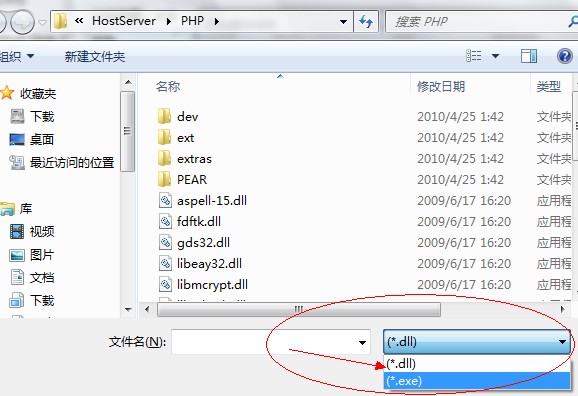 « HostServer ▸ PHP ▸ 搜索 PHP
组织 ▾ 新建文件夹
收藏夹 名称 修改日期 类型
下载 dev 2010/4/25 1:42 文件夹
桌面 ext 2010/4/25 1:42 文件夹
最近访问的位置 extras 2010/4/25 1:42 文件夹
PEAR 2010/4/25 1:42 文件夹
aspell-15.dll 2009/6/17 16:20 应用程
库 fdftk.dll 2009/6/17 16:20 应用程
视频 gds32.dll 2009/6/17 16:20 应用程
图片 libeay32.dll 2009/6/17 16:20 应用程
文档 libmcrypt.dll 2009/6/17 16:20 应用程
下载
文件名(N): (*.dll)
(*.dll)
(*.exe)